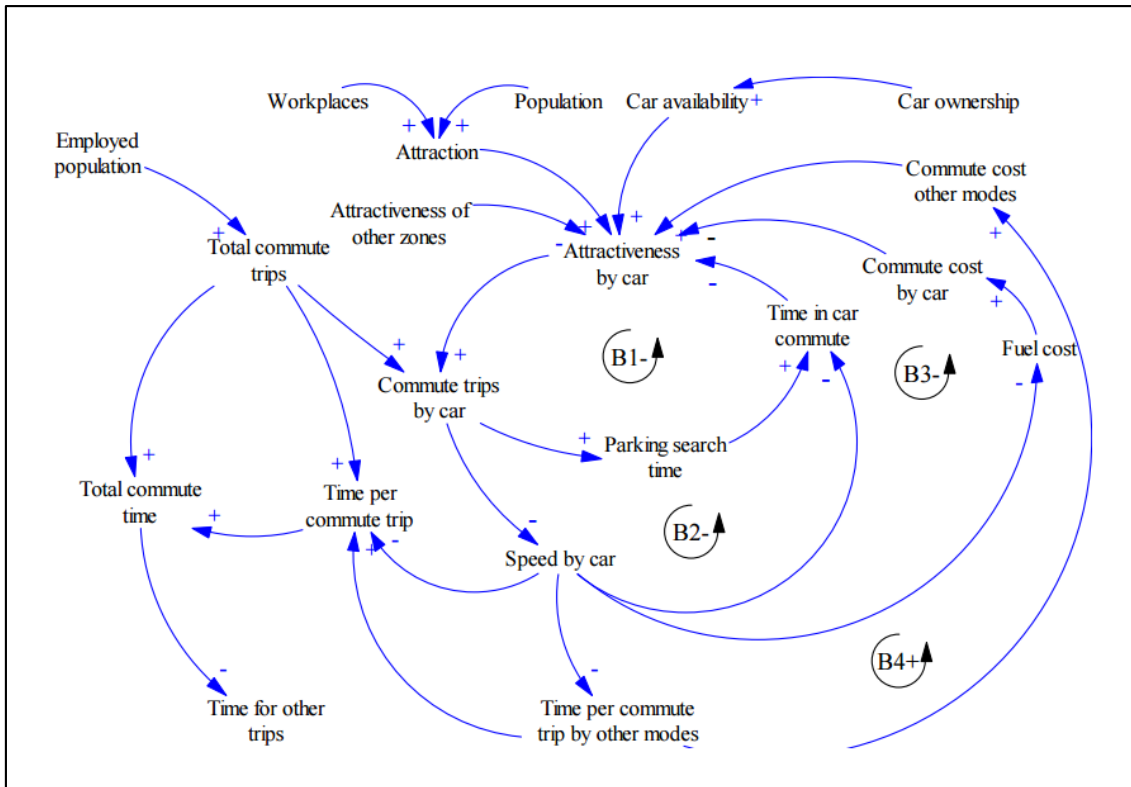 Workplaces
Population
Car availability
+
Car ownership
Employed
population
+
+
Attraction
Commute cost
other modes
Attractiveness of
other zones
+
Total commute
trips
-
+
+
+
-
Attractiveness
by car
-
+
Commute cost
by car
+
Time in car
commute
Fuel cost
-
+
+
B1-
+
-
B3-
Commute trips
by car
+
Parking search
time
+
+
Total commute
time
Time per
commute trip
+
-
+
-
B2-
Speed by car
B4+
-
-
Time for other
trips
Time per commute
trip by other modes